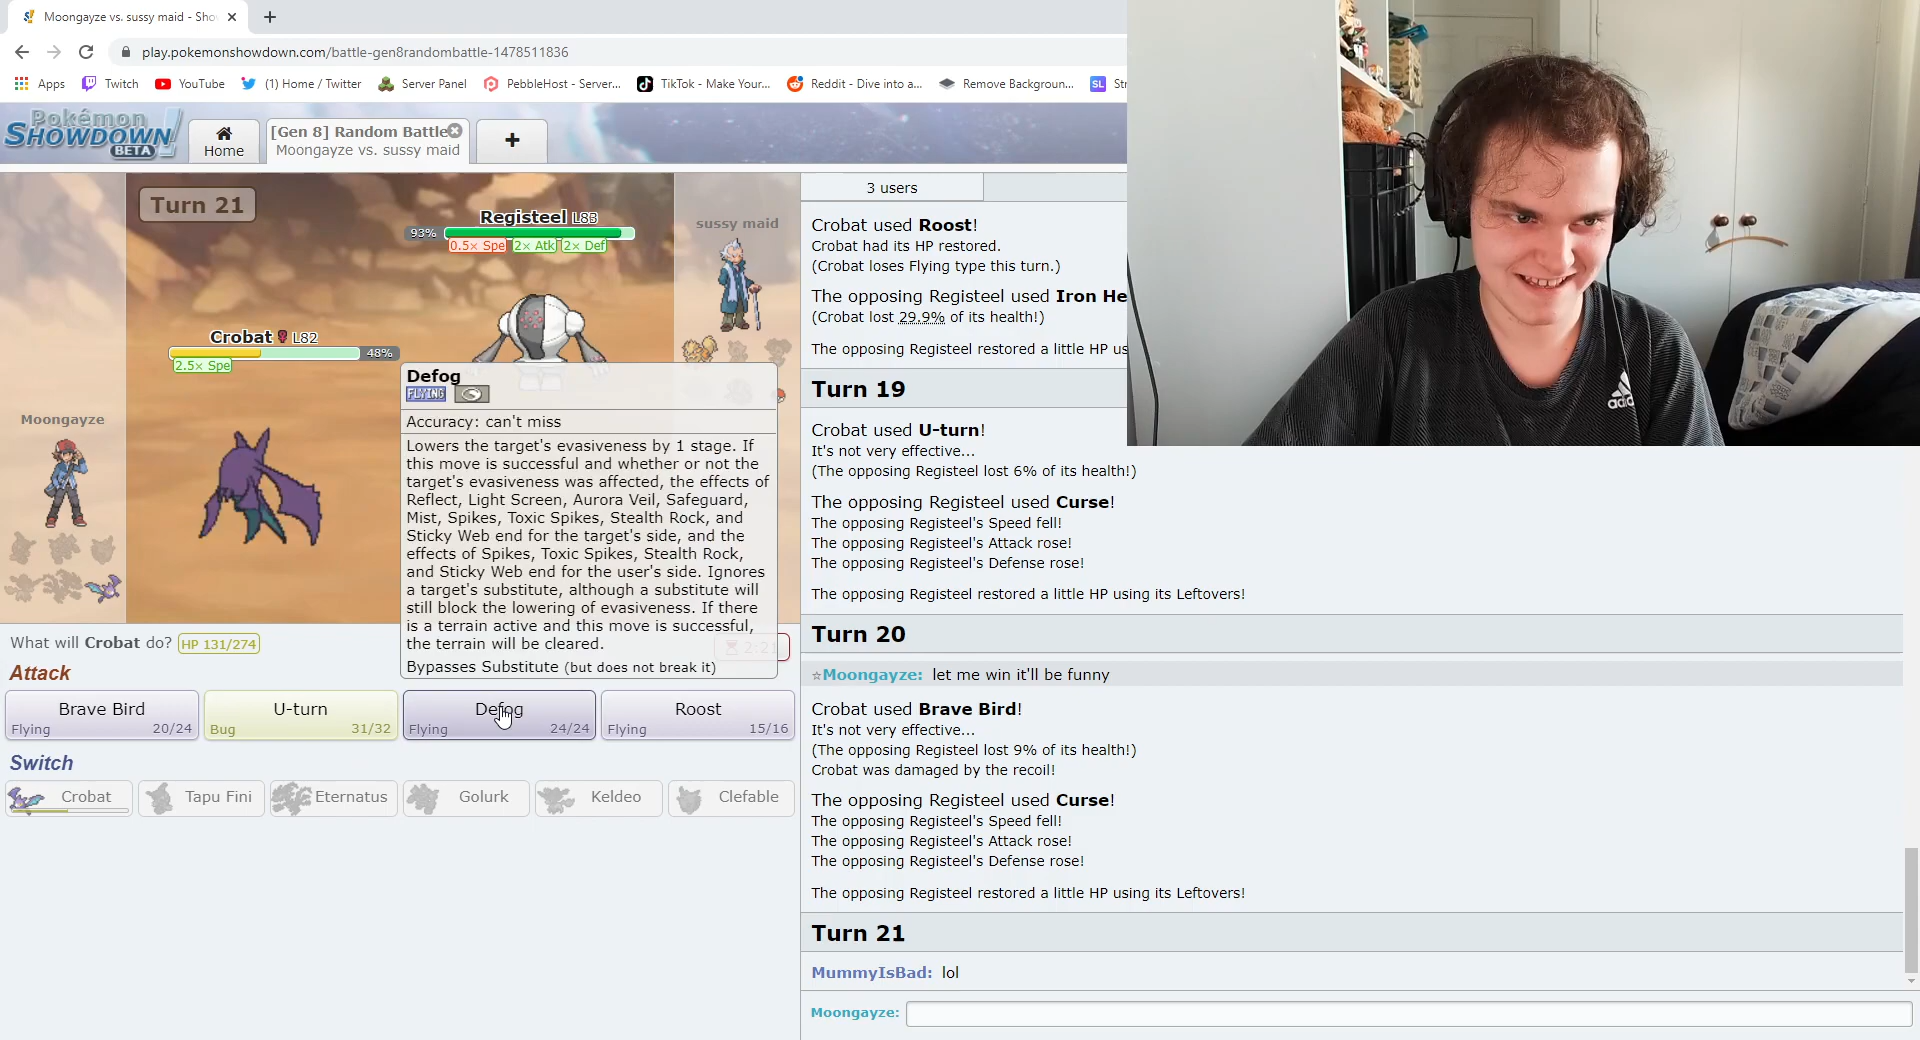 Moongayze vs. sussy maid - Sho
play.pokemonshowdown.com/battle-gen8randombattle-1478511836
Apps
Twitch
YouTube
(1) Home / Twitter
Server Panel
PebbleHost - Server...
TikTok - Make Your...
Reddit - Dive into a...
Remove Backgroun...
SL
St
Pokémon
SHOWDOWN!
BETA
Home
[Gen 8] Random Battle
Moongayze vs. sussy maid
Turn 21
Registeel L83
93%
0.5× Spe
2× Atk
2× Def
sussy maid
Crobat L82
48%
2.5× Spe
Moongayze
Defog
FLYING
Accuracy: can't miss
Lowers the target's evasiveness by 1 stage. If
this move is successful and whether or not the
target's evasiveness was affected, the effects of
Reflect, Light Screen, Aurora Veil, Safeguard,
Mist, Spikes, Toxic Spikes, Stealth Rock, and
Sticky Web end for the target's side, and the
effects of Spikes, Toxic Spikes, Stealth Rock,
and Sticky Web end for the user's side. Ignores
a target's substitute, although a substitute will
still block the lowering of evasiveness. If there
is a terrain active and this move is successful,
the terrain will be cleared.
Bypasses Substitute (but does not break it)
2:21
What will Crobat do? HP 131/274
Attack
Brave Bird
Flying 20/24
U-turn
Bug 31/32
Defog
Flying 24/24
Roost
Flying 15/16
Switch
Crobat
Tapu Fini
Eternatus
Golurk
Keldeo
Clefable
3 users
Crobat used Roost!
Crobat had its HP restored.
(Crobat loses Flying type this turn.)
The opposing Registeel used Iron He
(Crobat lost 29.9% of its health!)
The opposing Registeel restored a little HP us
Turn 19
Crobat used U-turn!
It's not very effective...
(The opposing Registeel lost 6% of its health!)
The opposing Registeel used Curse!
The opposing Registeel's Speed fell!
The opposing Registeel's Attack rose!
The opposing Registeel's Defense rose!
The opposing Registeel restored a little HP using its Leftovers!
Turn 20
☆Moongayze: let me win it'll be funny
Crobat used Brave Bird!
It's not very effective...
(The opposing Registeel lost 9% of its health!)
Crobat was damaged by the recoil!
The opposing Registeel used Curse!
The opposing Registeel's Speed fell!
The opposing Registeel's Attack rose!
The opposing Registeel's Defense rose!
The opposing Registeel restored a little HP using its Leftovers!
Turn 21
MummyIsBad: lol
Moongayze:
adidas